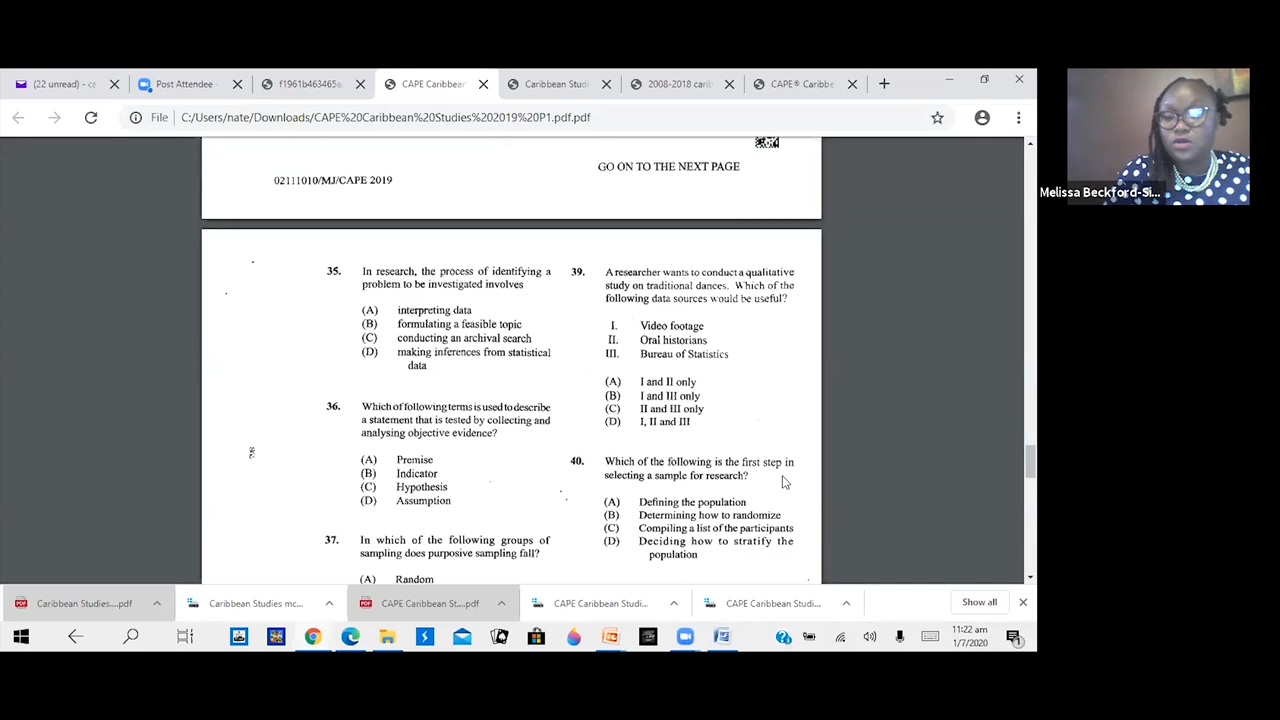 (22 unread) - ca
Post Attendee -
f1961b463465a
CAPE Caribbean
Caribbean Studi
2008-2018 carib
CAPE® Caribbe
File
C:/Users/nate/Downloads/CAPE%20Caribbean%20Studies%202019%20P1.pdf.pdf
Melissa Beckford-Si...
GO ON TO THE NEXT PAGE
02111010/MJ/CAPE 2019
35. In research, the process of identifying a
problem to be investigated involves
(A) interpreting data
(B) formulating a feasible topic
(C) conducting an archival search
(D) making inferences from statistical
data
36. Which of following terms is used to describe
a statement that is tested by collecting and
analysing objective evidence?
(A) Premise
(B) Indicator
(C) Hypothesis
(D) Assumption
37. In which of the following groups of
sampling does purposive sampling fall?
(A) Random
39. A researcher wants to conduct a qualitative
study on traditional dances. Which of the
following data sources would be useful?
I. Video footage
II. Oral historians
III. Bureau of Statistics
(A) I and II only
(B) I and III only
(C) II and III only
(D) I, II and III
40. Which of the following is the first step in
selecting a sample for research?
(A) Defining the population
(B) Determining how to randomize
(C) Compiling a list of the participants
(D) Deciding how to stratify the
population
Caribbean Studies....pdf
Caribbean Studies mc...
CAPE Caribbean St....pdf
CAPE Caribbean Studi...
CAPE Caribbean Studi...
Show all
11:22 am
1/7/2020